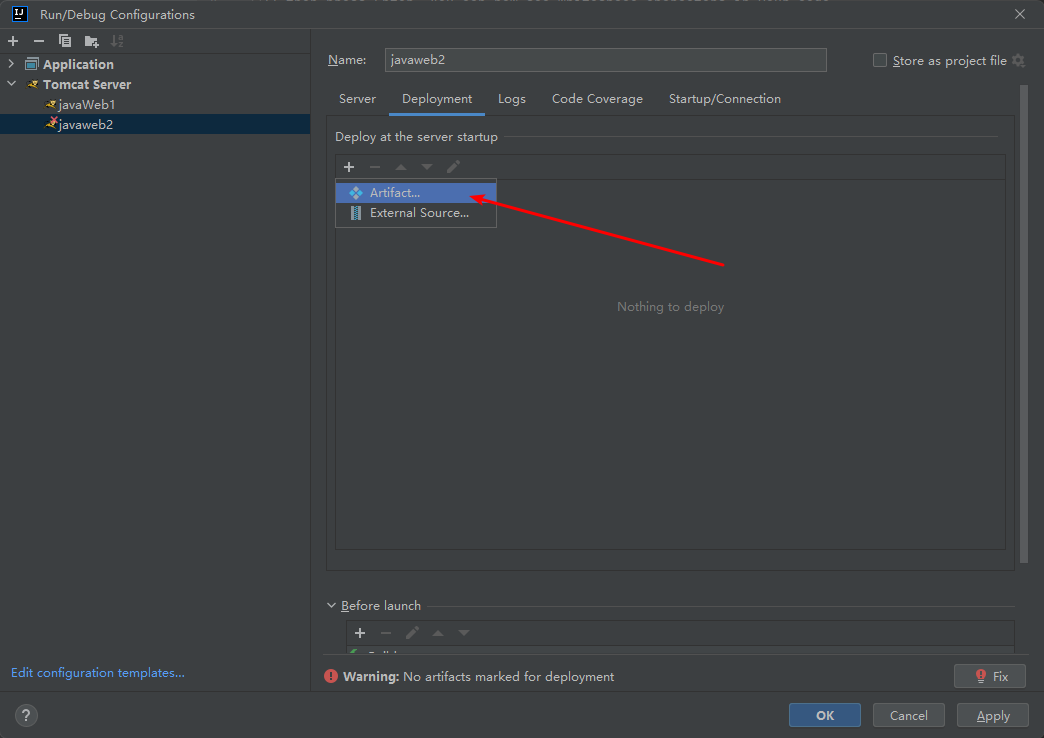 Run/Debug Configurations
Name: javaweb2 Store as project file
Application
Tomcat Server
javaWeb1
javaweb2
Server Deployment Logs Code Coverage Startup/Connection
Deploy at the server startup
Artifact...
External Source...
Nothing to deploy
Before launch
Edit configuration templates...
Warning: No artifacts marked for deployment
Fix
? OK Cancel Apply